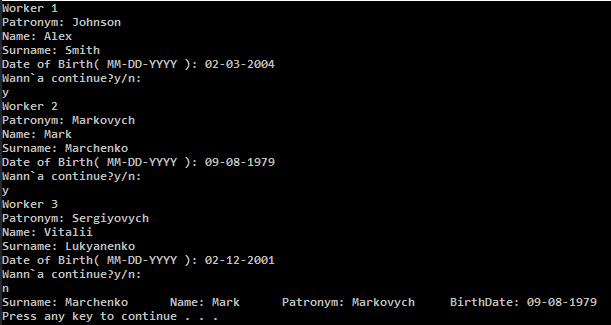 Worker 1
Patronym: Johnson
Name: Alex
Surname: Smith
Date of Birth( MM-DD-YYYY ): 02-03-2004
Wann`a continue?y/n:
y
Worker 2
Patronym: Markovych
Name: Mark
Surname: Marchenko
Date of Birth( MM-DD-YYYY ): 09-08-1979
Wann`a continue?y/n:
y
Worker 3
Patronym: Sergiyovych
Name: Vitalii
Surname: Lukyanenko
Date of Birth( MM-DD-YYYY ): 02-12-2001
Wann`a continue?y/n:
n
Surname: Marchenko      Name: Mark      Patronym: Markovych     BirthDate: 09-08-1979
Press any key to continue . . .